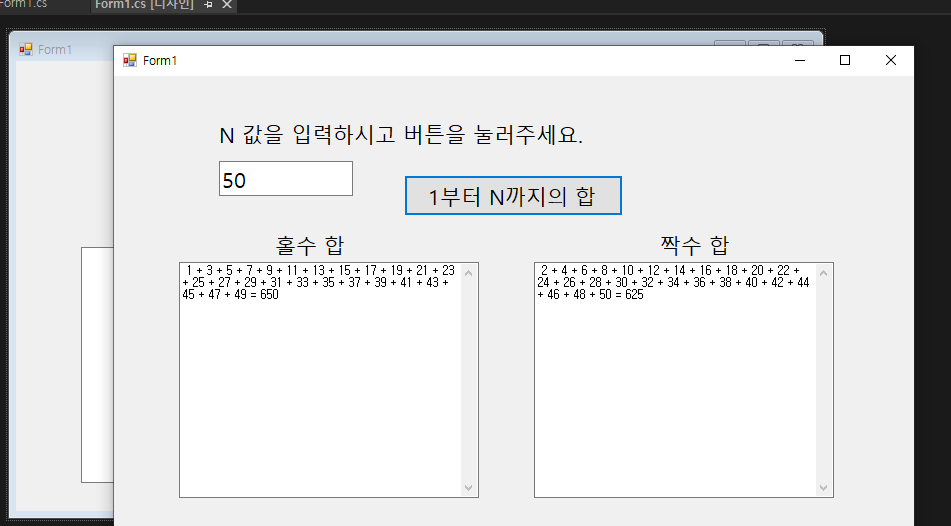 Form1.cs
Form1.cs [디자인]
Form1
Form1
N 값을 입력하시고 버튼을 눌러주세요.
50
1부터 N까지의 합
홀수 합
짝수 합
1 + 3 + 5 + 7 + 9 + 11 + 13 + 15 + 17 + 19 + 21 + 23
+ 25 + 27 + 29 + 31 + 33 + 35 + 37 + 39 + 41 + 43 +
45 + 47 + 49 = 650
2 + 4 + 6 + 8 + 10 + 12 + 14 + 16 + 18 + 20 + 22 +
24 + 26 + 28 + 30 + 32 + 34 + 36 + 38 + 40 + 42 + 44
+ 46 + 48 + 50 = 625